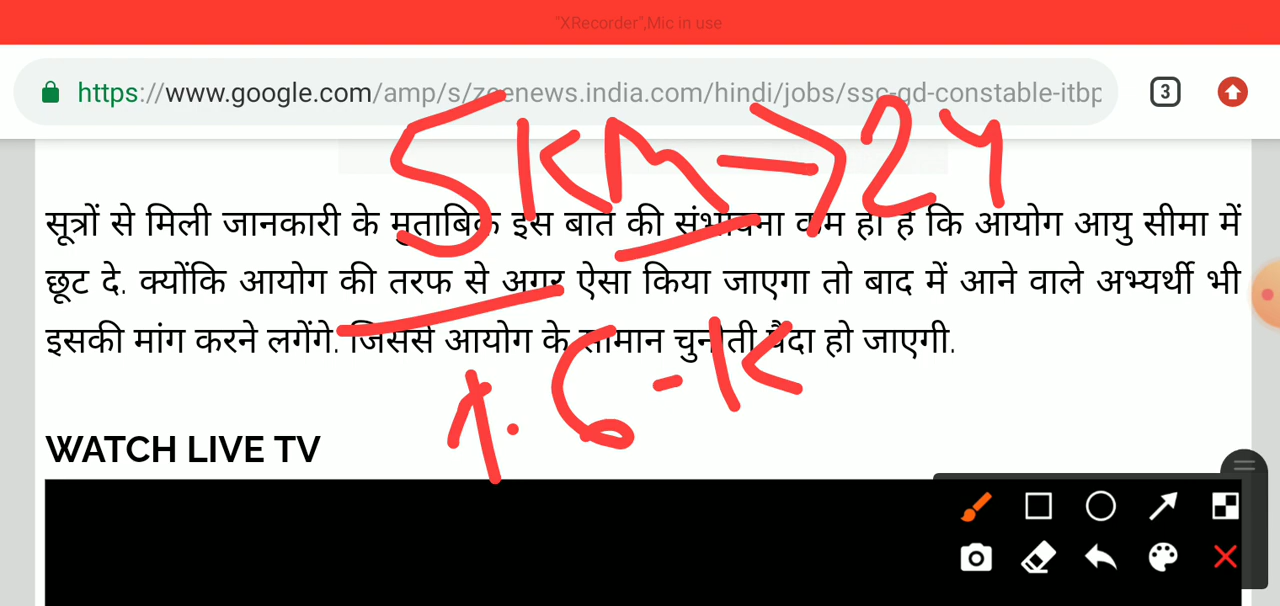 "XRecorder",Mic in use
https://www.google.com/amp/s/zeenews.india.com/hindi/jobs/ssc-gd-constable-itbp
3
5KM→24
सूत्रों से मिली जानकारी के मुताबिक इस बात की संभावना कम ही है कि आयोग आयु सीमा में
छूट दे. क्योंकि आयोग की तरफ से अगर ऐसा किया जाएगा तो बाद में आने वाले अभ्यर्थी भी
इसकी मांग करने लगेंगे. जिससे आयोग के सामान चुनौती पैदा हो जाएगी.
1.6-K
WATCH LIVE TV